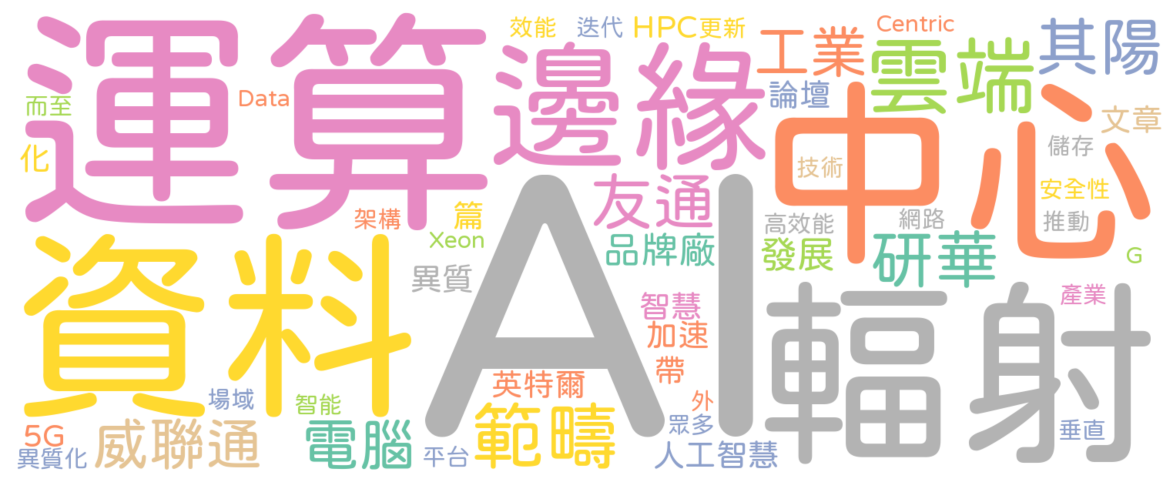 運算
效能
迭代
HPC
更新
Centric
其陽
工業
雲端
邊緣
論壇
而至
Data
中心
文章
化
技術
儲存
友通
安全性
架構
篇
高效能
網路
推動
Xeon
AI
品牌廠
發展
研華
G
資料
異質
輻射
產業
智慧
加速
帶
英特爾
場域
智能
外
範疇
眾多
垂直
5G
威聯通
電腦
異質化
平台
人工智慧